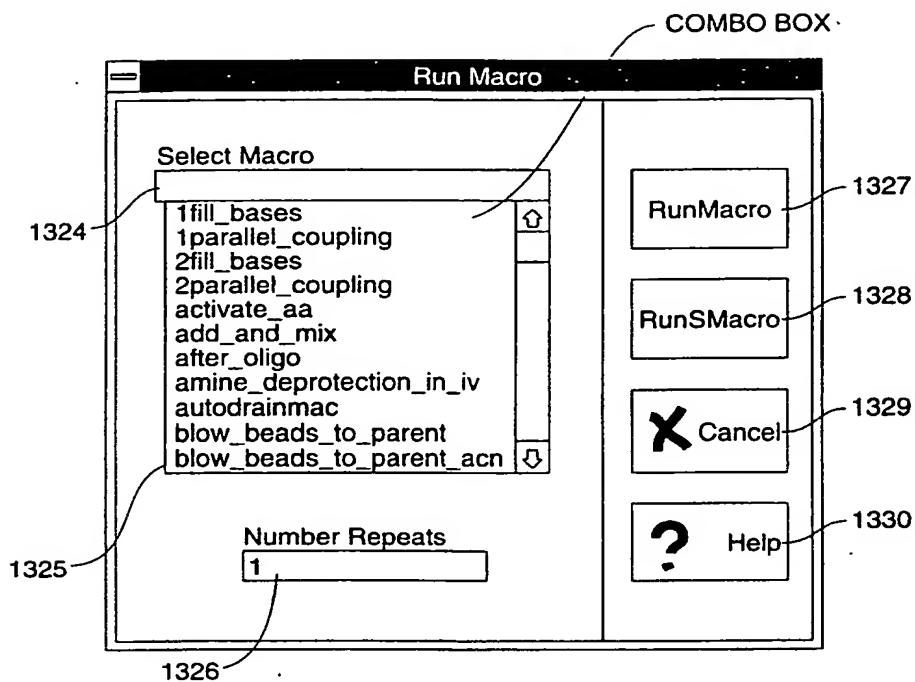 COMBO BOX
Run Macro
Select Macro
1324
1fill_bases
1parallel_coupling
2fill_bases
2parallel_coupling
activate_aa
add_and_mix
after_oligo
amine_deprotection_in_iv
autodrainmac
blow_beads_to_parent
blow_beads_to_parent_acn
1325
Number Repeats
1
1326
RunMacro
1327
RunSMacro
1328
Cancel
1329
? Help
1330